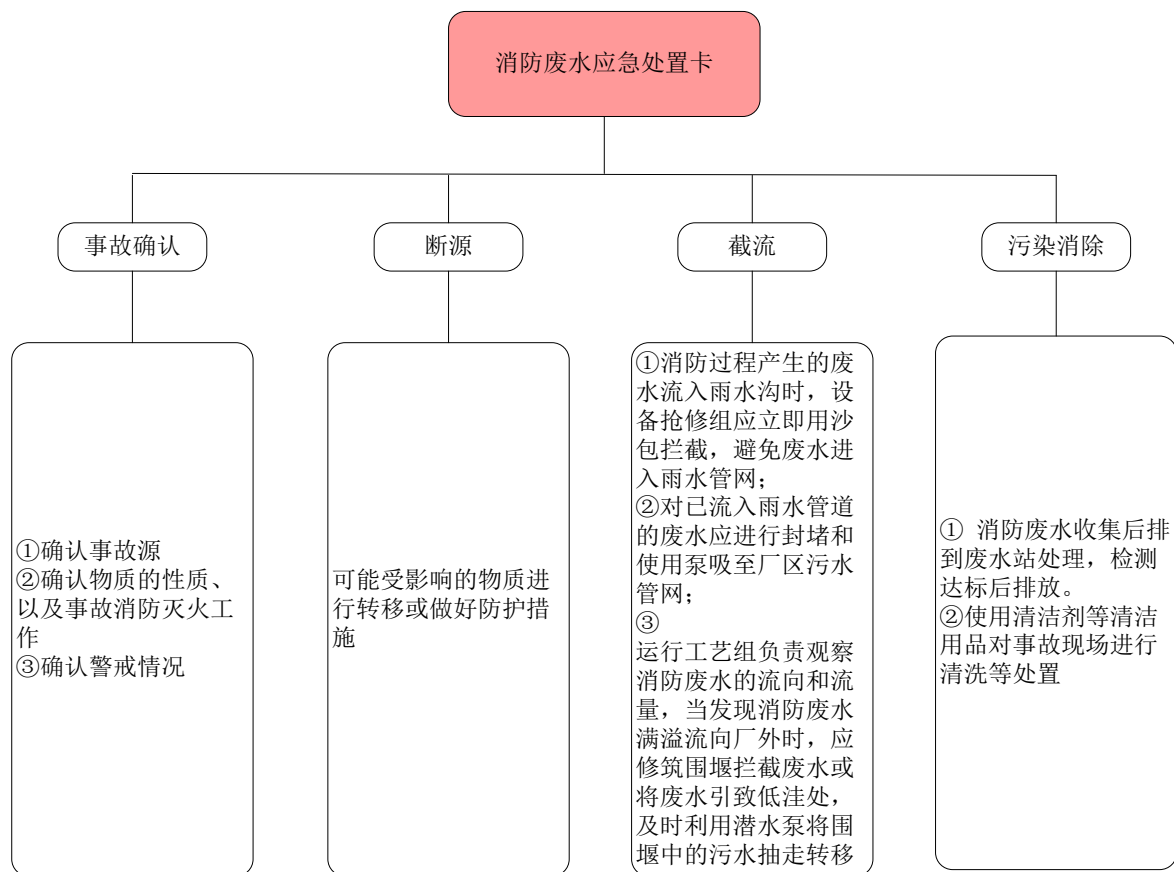 消防废水应急处置卡
事故确认
断源
截流
污染消除
①确认事故源
②确认物质的性质、
以及事故消防灭火工
作
③确认警戒情况
可能受影响的物质进
行转移或做好防护措
施
①消防过程产生的废
水流入雨水沟时，设
备抢修组应立即用沙
包拦截，避免废水进
入雨水管网；
②对已流入雨水管道
的废水应进行封堵和
使用泵吸至厂区污水
管网；
③
运行工艺组负责观察
消防废水的流向和流
量，当发现消防废水
满溢流向厂外时，应
修筑围堰拦截废水或
将废水引致低洼处，
及时利用潜水泵将围
堰中的污水抽走转移
① 消防废水收集后排
到废水站处理，检测
达标后排放。
②使用清洁剂等清洁
用品对事故现场进行
清洗等处置